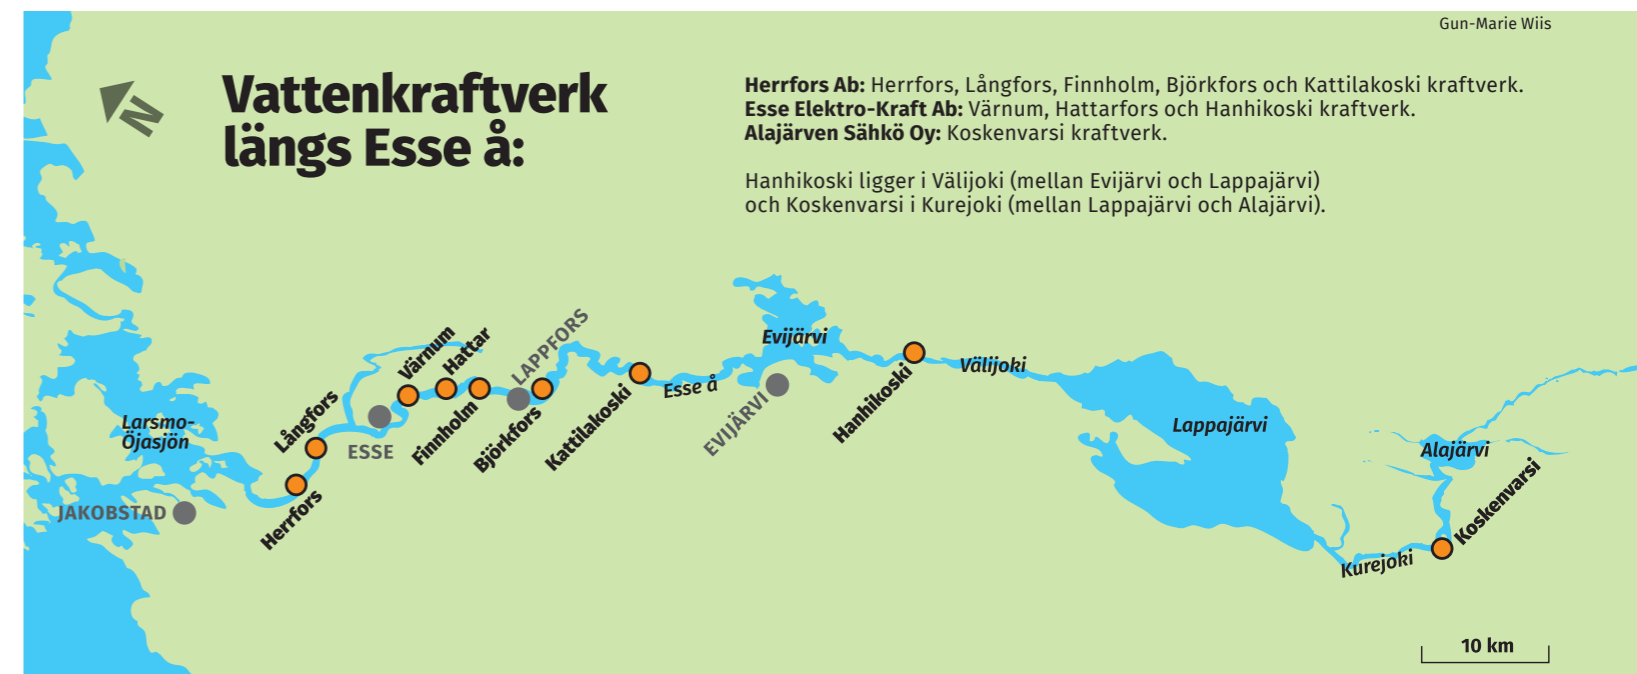 Gun-Marie Wiis
N
Vattenkraftverk
längs Esse å:
Herrfors Ab: Herrfors, Långfors, Finnholm, Björkfors och Kattilakoski kraftverk.
Esse Elektro-Kraft Ab: Värnum, Hattarfors och Hanhikoski kraftverk.
Alajärven Sähkö Oy: Koskenvarsi kraftverk.
Hanhikoski ligger i Välijoki (mellan Evijärvi och Lappajärvi)
och Koskenvarsi i Kurejoki (mellan Lappajärvi och Alajärvi).
Larsmo-
Öjasjön
JAKOBSTAD
Herrfors
Långfors
ESSE
Värnum
Hattar
Finnholm
LAPPFORS
Björkfors
Kattilakoski
Esse å
Evijärvi
EVIJÄRVI
Hanhikoski
Välijoki
Lappajärvi
Kurejoki
Alajärvi
Koskenvarsi
10 km